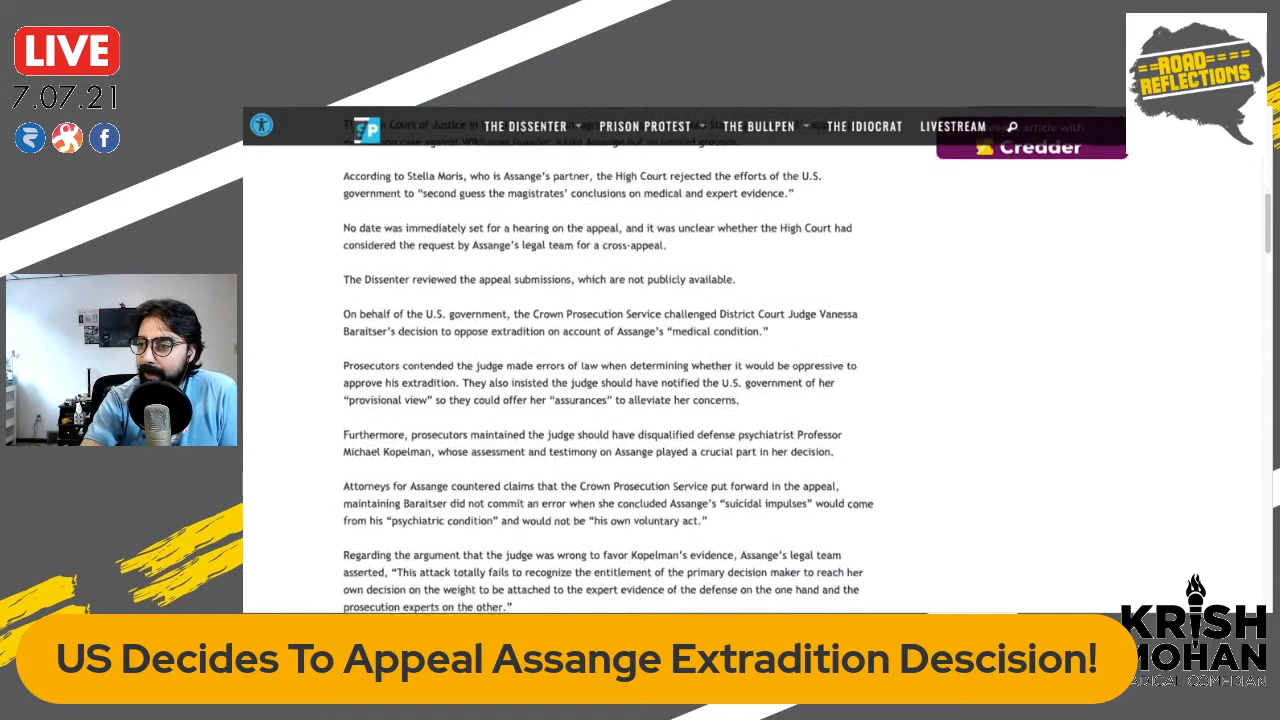 LIVE
7.07.21
==ROAD====
REFLECTIONS
SP
THE DISSENTER
PRISON PROTEST
THE BULLPEN
THE IDIOCRAT
LIVESTREAM
article with
Credder
According to Stella Moris, who is Assange’s partner, the High Court rejected the efforts of the U.S.
government to “second guess the magistrates’ conclusions on medical and expert evidence.”
No date was immediately set for a hearing on the appeal, and it was unclear whether the High Court had
considered the request by Assange’s legal team for a cross-appeal.
The Dissenter reviewed the appeal submissions, which are not publicly available.
On behalf of the U.S. government, the Crown Prosecution Service challenged District Court Judge Vanessa
Baraitser’s decision to oppose extradition on account of Assange’s “medical condition.”
Prosecutors contended the judge made errors of law when determining whether it would be oppressive to
approve his extradition. They also insisted the judge should have notified the U.S. government of her
“provisional view” so they could offer her “assurances” to alleviate her concerns.
Furthermore, prosecutors maintained the judge should have disqualified defense psychiatrist Professor
Michael Kopelman, whose assessment and testimony on Assange played a crucial part in her decision.
Attorneys for Assange countered claims that the Crown Prosecution Service put forward in the appeal,
maintaining Baraitser did not commit an error when she concluded Assange’s “suicidal impulses” would come
from his “psychiatric condition” and would not be “his own voluntary act.”
Regarding the argument that the judge was wrong to favor Kopelman’s evidence, Assange’s legal team
asserted, “This attack totally fails to recognize the entitlement of the primary decision maker to reach her
own decision on the weight to be attached to the expert evidence of the defense on the one hand and the
prosecution experts on the other.”
US Decides To Appeal Assange Extradition Descision!
KRISH
MOHAN
RADICAL COMEDIAN